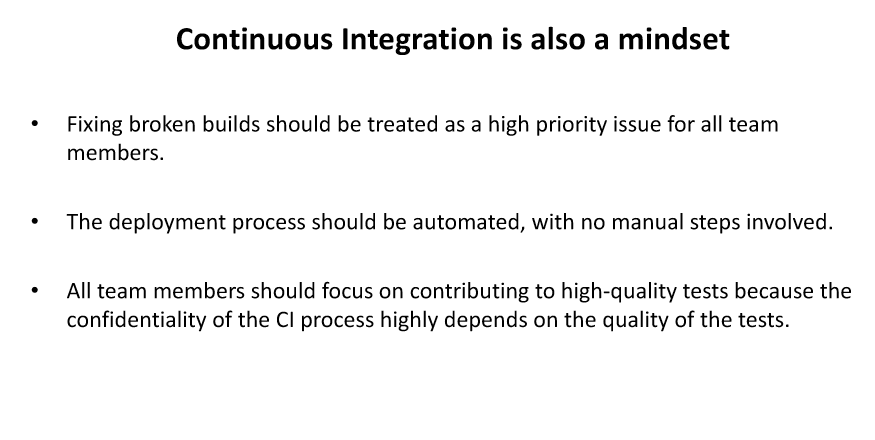 Continuous Integration is also a mindset
• Fixing broken builds should be treated as a high priority issue for all team
members.
• The deployment process should be automated, with no manual steps involved.
• All team members should focus on contributing to high-quality tests because the
confidentiality of the CI process highly depends on the quality of the tests.